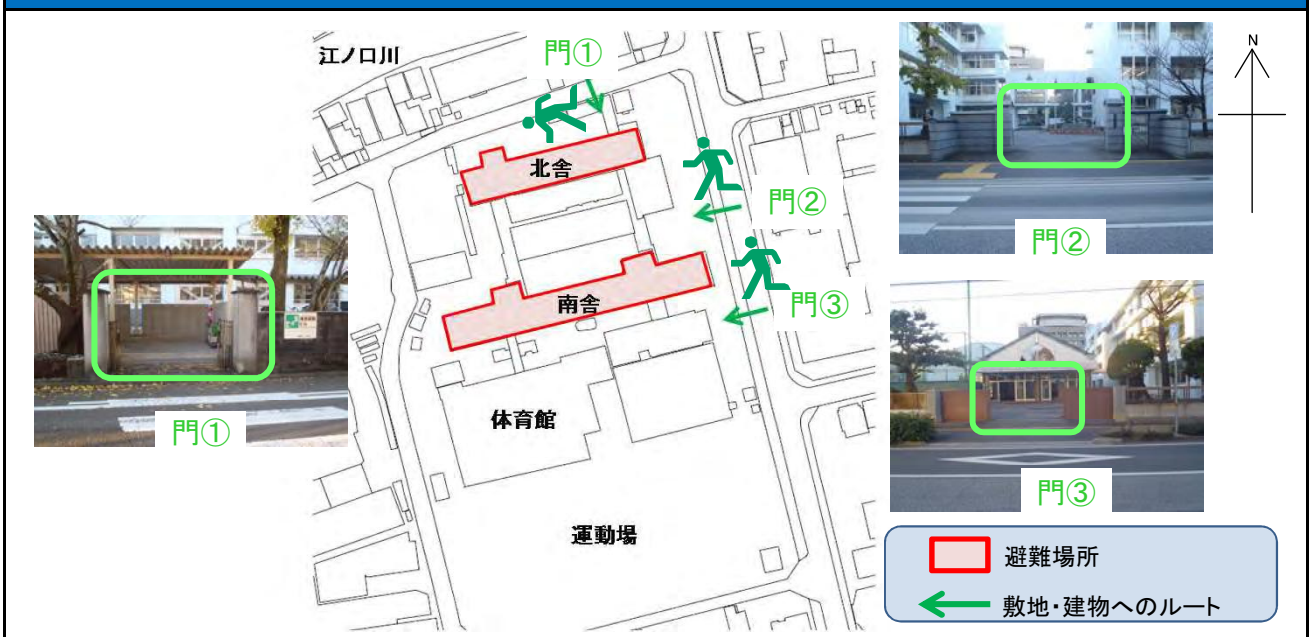 江ノ口川
門①
N
北舎
門②
門②
南舎
門③
門①
体育館
門③
運動場
避難場所
敷地・建物へのルート